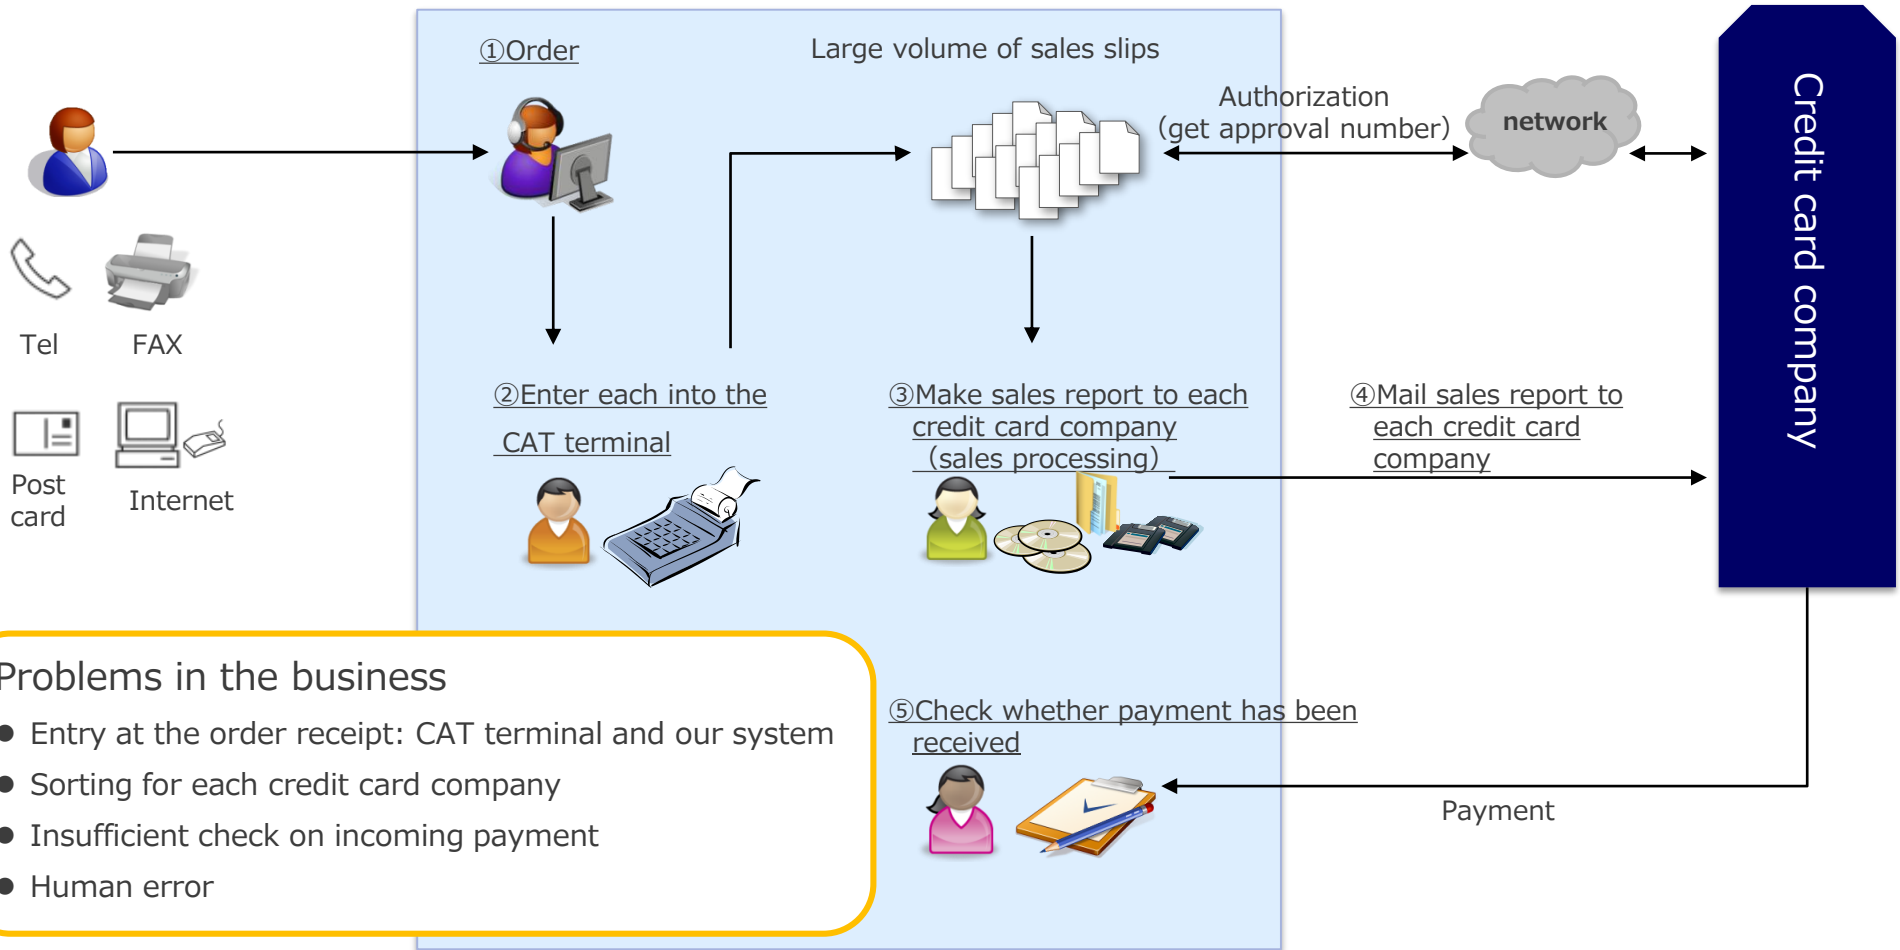 ①Order
Large volume of sales slips
Authorization
（get approval number）
network
Credit card company
Tel
FAX
Post
card
Internet
②Enter each into the
CAT terminal
③Make sales report to each
credit card company
（sales processing）
④Mail sales report to
each credit card
company
Problems in the business
● Entry at the order receipt: CAT terminal and our system
● Sorting for each credit card company
● Insufficient check on incoming payment
● Human error
⑤Check whether payment has been
received
Payment